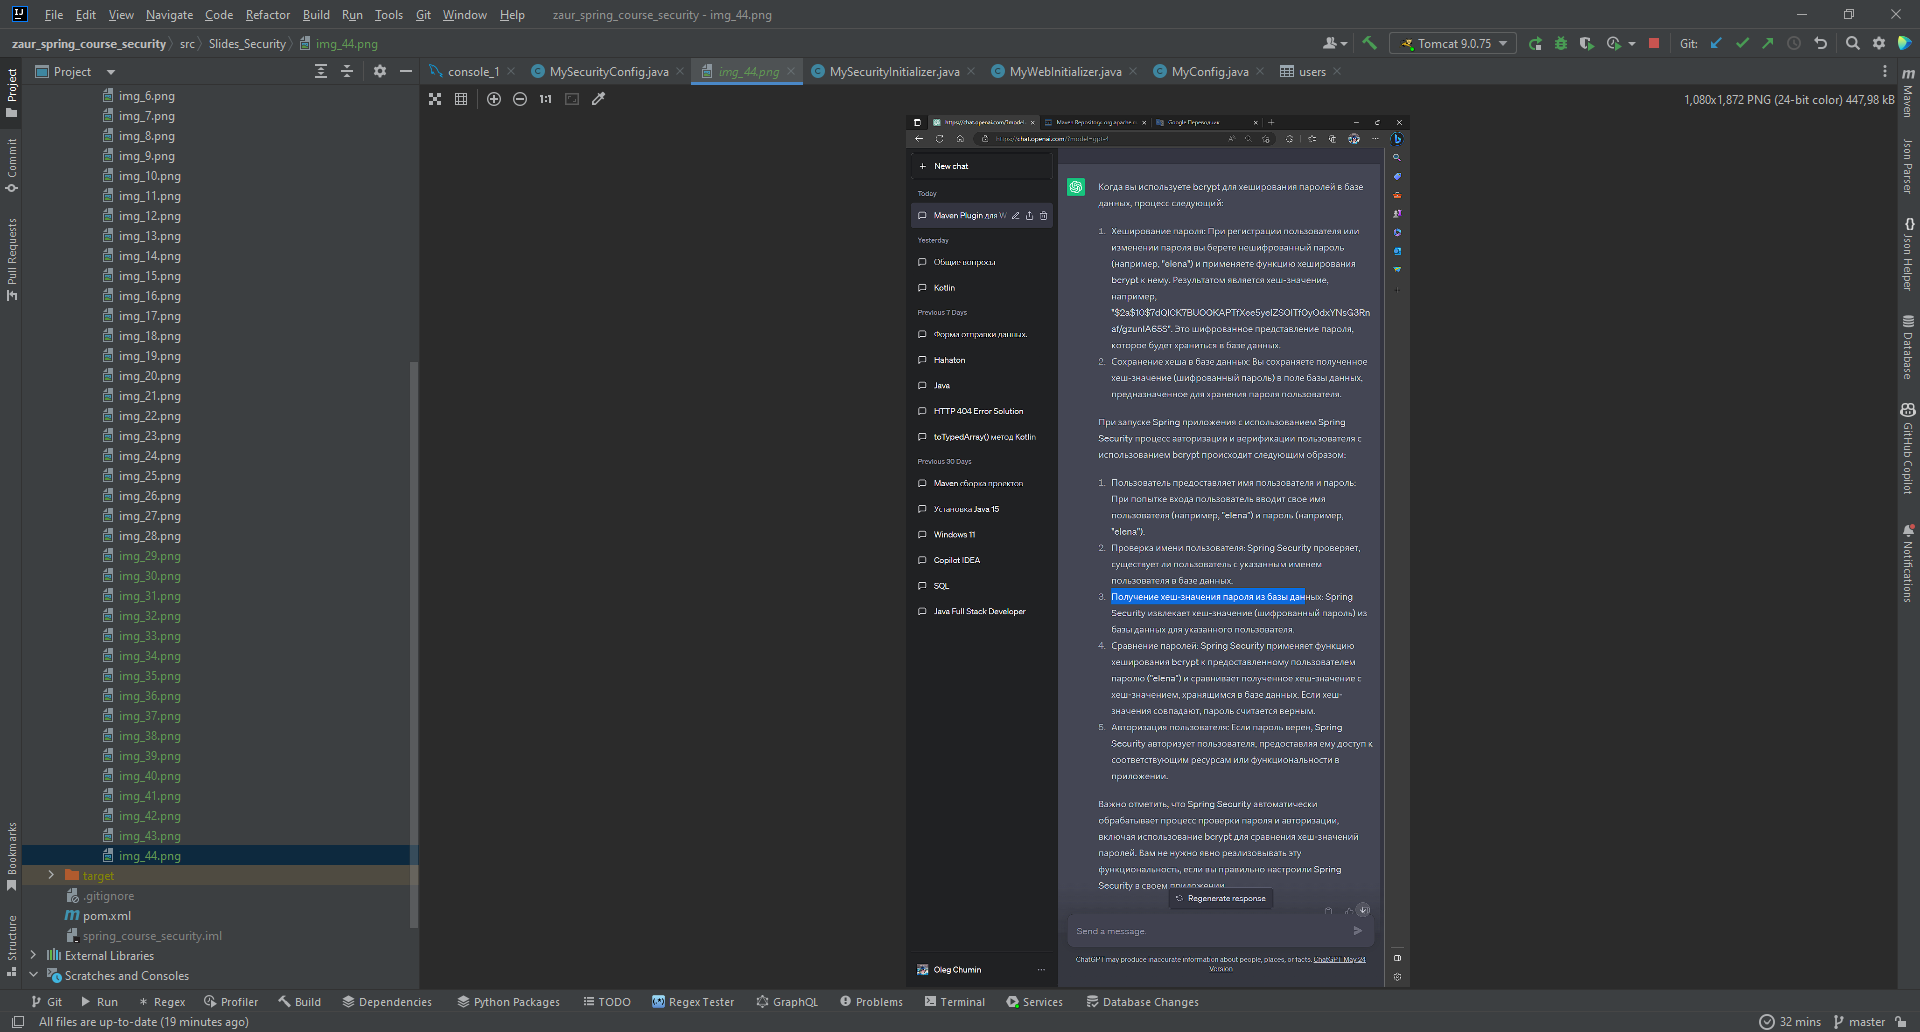 File Edit View Navigate Code Refactor Build Run Tools Git Window Help zaur_spring_course_security - img_44.png
zaur_spring_course_security src Slides_Security img_44.png
Tomcat 9.0.75 Git:
Project
console_1 MySecurityConfig.java img_44.png MySecurityInitializer.java MyWebInitializer.java MyConfig.java users
1:1
1,080x1,872 PNG (24-bit color) 447,98 kB
Project
Commit
Pull Requests
Bookmarks
Structure
img_6.png
img_7.png
img_8.png
img_9.png
img_10.png
img_11.png
img_12.png
img_13.png
img_14.png
img_15.png
img_16.png
img_17.png
img_18.png
img_19.png
img_20.png
img_21.png
img_22.png
img_23.png
img_24.png
img_25.png
img_26.png
img_27.png
img_28.png
img_29.png
img_30.png
img_31.png
img_32.png
img_33.png
img_34.png
img_35.png
img_36.png
img_37.png
img_38.png
img_39.png
img_40.png
img_41.png
img_42.png
img_43.png
img_44.png
target
.gitignore
pom.xml
spring_course_security.iml
External Libraries
Scratches and Consoles
https://chat.openai.com/?model=gpt-4
New chat
Today
Maven Plugin для W
Yesterday
Общие вопросы
Kotlin
Previous 7 Days
Форма отправки данных.
Hahaton
Java
HTTP 404 Error Solution
toTypedArray() метод Kotlin
Previous 30 Days
Maven сборка проектов
Установка Java 15
Windows 11
Copilot IDEA
SQL
Java Full Stack Developer
Oleg Chumin
Когда вы используете bcrypt для хеширования паролей в базе
данных, процесс следующий:
1. Хеширование пароля: При регистрации пользователя или
изменении пароля вы берете нешифрованный пароль
(например, "elena") и применяете функцию хеширования
bcrypt к нему. Результатом является хеш-значение,
например,
Это шифрованное представление пароля,
которое будет храниться в базе данных.
2. Сохранение хеша в базе данных: Вы сохраняете полученное
хеш-значение (шифрованный пароль) в поле базы данных,
предназначенное для хранения пароля пользователя.
При запуске Spring приложения с использованием Spring
Security процесс авторизации и верификации пользователя с
использованием bcrypt происходит следующим образом:
1. Пользователь предоставляет имя пользователя и пароль:
При попытке входа пользователь вводит свое имя
пользователя (например, "elena") и пароль (например,
"elena").
2. Проверка имени пользователя: Spring Security проверяет,
существует ли пользователь с указанным именем
пользователя в базе данных.
3. Получение хеш-значения пароля из базы данных: Spring
Security извлекает хеш-значение (шифрованный пароль) из
базы данных для указанного пользователя.
4. Сравнение паролей: Spring Security применяет функцию
хеширования bcrypt к предоставленному пользователем
паролю ("elena") и сравнивает полученное хеш-значение с
хеш-значением, хранящимся в базе данных. Если хеш-
значения совпадают, пароль считается верным.
5. Авторизация пользователя: Если пароль верен, Spring
Security авторизует пользователя, предоставляя ему доступ к
соответствующим ресурсам или функциональности в
приложении.
Важно отметить, что Spring Security автоматически
обрабатывает процесс проверки пароля и авторизации,
включая использование bcrypt для сравнения хеш-значений
паролей. Вам не нужно явно реализовывать эту
функциональность, если вы правильно настроили Spring
Security в своем приложении.
Regenerate response
Send a message.
ChatGPT may produce inaccurate information about people, places, or facts. ChatGPT May 24
Version
Maven
Json Parser
Json Helper
Database
GitHub Copilot
Notifications
Git Run Regex Profiler Build Dependencies Python Packages TODO Regex Tester GraphQL Problems Terminal Services Database Changes
All files are up-to-date (19 minutes ago) 32 mins master